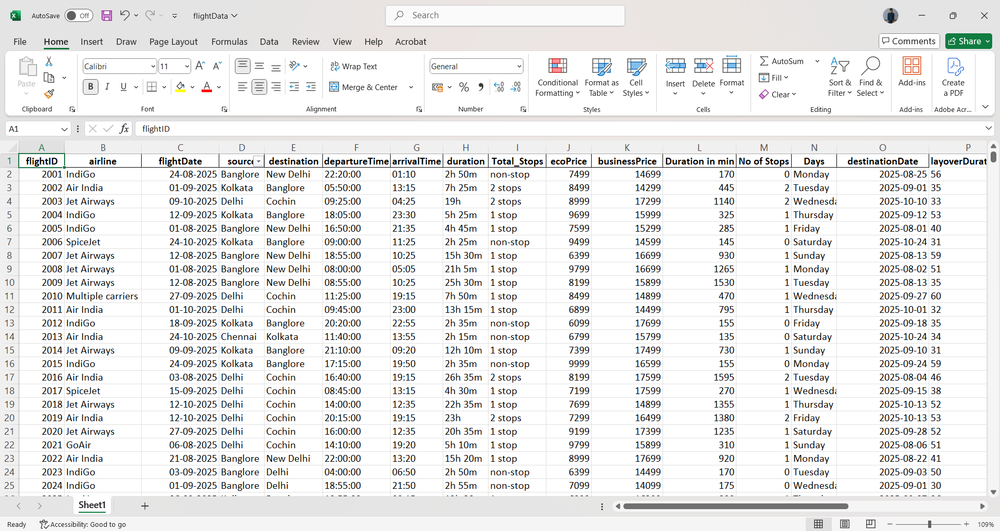 AutoSave Off flightData Search
File Home Insert Draw Page Layout Formulas Data Review View Help Acrobat Comments Share
Paste Calibri 11 Wrap Text General Conditional Formatting Format as Table Cell Styles Insert Delete Format AutoSum Sort & Filter Find & Select Add-ins Create a PDF
B I U Merge & Center % Fill
Clear
Clipboard Font Alignment Number Styles Cells Editing Add-ins Adobe Acr...
A1 fx flightID
A B C D E F G H I J K L M N O P
1 flightID airline flightDate source destination departureTime arrivalTime duration Total_Stops ecoPrice businessPrice Duration in min No of Stops Days destinationDate layoverDurat
2 2001 IndiGo 24-08-2025 Banglore New Delhi 22:20:00 01:10 2h 50m non-stop 7499 14699 170 0 Monday 2025-08-25 56
3 2002 Air India 01-09-2025 Kolkata Banglore 05:50:00 13:15 7h 25m 2 stops 8499 14299 445 2 Tuesday 2025-09-01 35
4 2003 Jet Airways 09-10-2025 Delhi Cochin 09:25:00 04:25 19h 2 stops 8999 17299 1140 2 Wednesda 2025-10-10 33
5 2004 IndiGo 12-09-2025 Kolkata Banglore 18:05:00 23:30 5h 25m 1 stop 9699 15999 325 1 Thursday 2025-09-12 53
6 2005 IndiGo 01-08-2025 Banglore New Delhi 16:50:00 21:35 4h 45m 1 stop 7599 15299 285 1 Friday 2025-08-01 40
7 2006 SpiceJet 24-10-2025 Kolkata Banglore 09:00:00 11:25 2h 25m non-stop 9499 14599 145 0 Saturday 2025-10-24 31
8 2007 Jet Airways 12-08-2025 Banglore New Delhi 18:55:00 10:25 15h 30m 1 stop 6399 16699 930 1 Sunday 2025-08-13 59
9 2008 Jet Airways 01-08-2025 Banglore New Delhi 08:00:00 05:05 21h 5m 1 stop 9799 16699 1265 1 Monday 2025-08-02 51
10 2009 Jet Airways 12-08-2025 Banglore New Delhi 08:55:00 10:25 25h 30m 1 stop 8199 15899 1530 1 Tuesday 2025-08-13 35
11 2010 Multiple carriers 27-09-2025 Delhi Cochin 11:25:00 19:15 7h 50m 1 stop 8499 14899 470 1 Wednesda 2025-09-27 60
12 2011 Air India 01-10-2025 Delhi Cochin 09:45:00 23:00 13h 15m 1 stop 6899 14499 795 1 Thursday 2025-10-01 32
13 2012 IndiGo 18-09-2025 Kolkata Banglore 20:20:00 22:55 2h 35m non-stop 6099 17699 155 0 Friday 2025-09-18 35
14 2013 Air India 24-10-2025 Chennai Kolkata 11:40:00 13:55 2h 15m non-stop 6799 15799 135 0 Saturday 2025-10-24 34
15 2014 Jet Airways 09-09-2025 Kolkata Banglore 21:10:00 09:20 12h 10m 1 stop 7399 17499 730 1 Sunday 2025-09-10 31
16 2015 IndiGo 24-09-2025 Kolkata Banglore 17:15:00 19:50 2h 35m non-stop 9999 16599 155 0 Monday 2025-09-24 59
17 2016 Air India 03-08-2025 Delhi Cochin 16:40:00 19:15 26h 35m 2 stops 8199 17599 1595 2 Tuesday 2025-08-04 46
18 2017 SpiceJet 15-09-2025 Delhi Cochin 08:45:00 13:15 4h 30m 1 stop 7199 17599 270 1 Wednesda 2025-09-15 38
19 2018 Jet Airways 12-10-2025 Delhi Cochin 14:00:00 12:35 22h 35m 1 stop 7699 14899 1355 1 Thursday 2025-10-13 52
20 2019 Air India 12-10-2025 Delhi Cochin 20:15:00 19:15 23h 2 stops 7299 16499 1380 2 Friday 2025-10-13 53
21 2020 Jet Airways 27-09-2025 Delhi Cochin 16:00:00 12:35 20h 35m 1 stop 9199 17399 1235 1 Saturday 2025-09-28 52
22 2021 GoAir 06-08-2025 Delhi Cochin 14:10:00 19:20 5h 10m 1 stop 9799 15899 310 1 Sunday 2025-08-06 51
23 2022 Air India 21-08-2025 Banglore New Delhi 22:00:00 13:20 15h 20m 1 stop 8999 17699 920 1 Monday 2025-08-22 41
24 2023 IndiGo 03-09-2025 Banglore Delhi 04:00:00 06:50 2h 50m non-stop 6399 14499 170 0 Tuesday 2025-09-03 50
25 2024 IndiGo 01-09-2025 Banglore Delhi 18:55:00 21:50 2h 55m non-stop 7099 14099 175 0 Wednesda 2025-09-01 30
Sheet1
Ready Accessibility: Good to go 109%